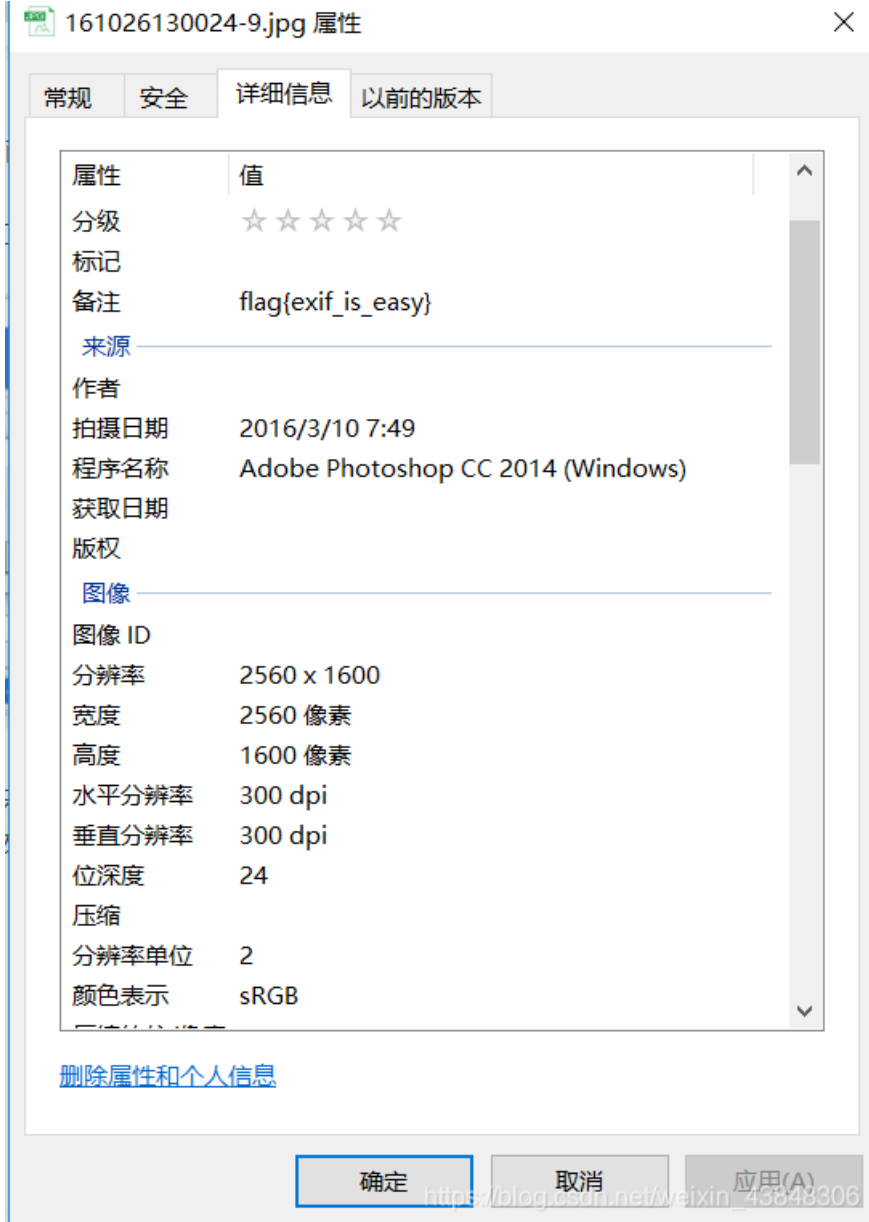 161026130024-9.jpg 属性
常规 安全 详细信息 以前的版本
属性 值
分级
标记
备注 flag{exif_is_easy}
来源
作者
拍摄日期 2016/3/10 7:49
程序名称 Adobe Photoshop CC 2014 (Windows)
获取日期
版权
图像
图像 ID
分辨率 2560 x 1600
宽度 2560 像素
高度 1600 像素
水平分辨率 300 dpi
垂直分辨率 300 dpi
位深度 24
压缩
分辨率单位 2
颜色表示 sRGB
删除属性和个人信息
确定 取消 应用(A)
https://blog.csdn.net/weixin_43848306